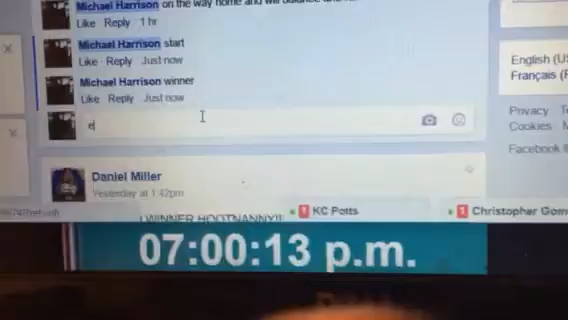 Michael Harrison on the way home and will
Like · Reply · 1 hr
Michael Harrison start
Like · Reply · Just now
Michael Harrison winner
Like · Reply · Just now
e
Daniel Miller
Yesterday at 1:42pm
WINNER HOOTNANNY!!
1 KC Potts
1 Christopher
English (US
Français (F
Privacy
Cookies
Facebook
07:00:13 p.m.